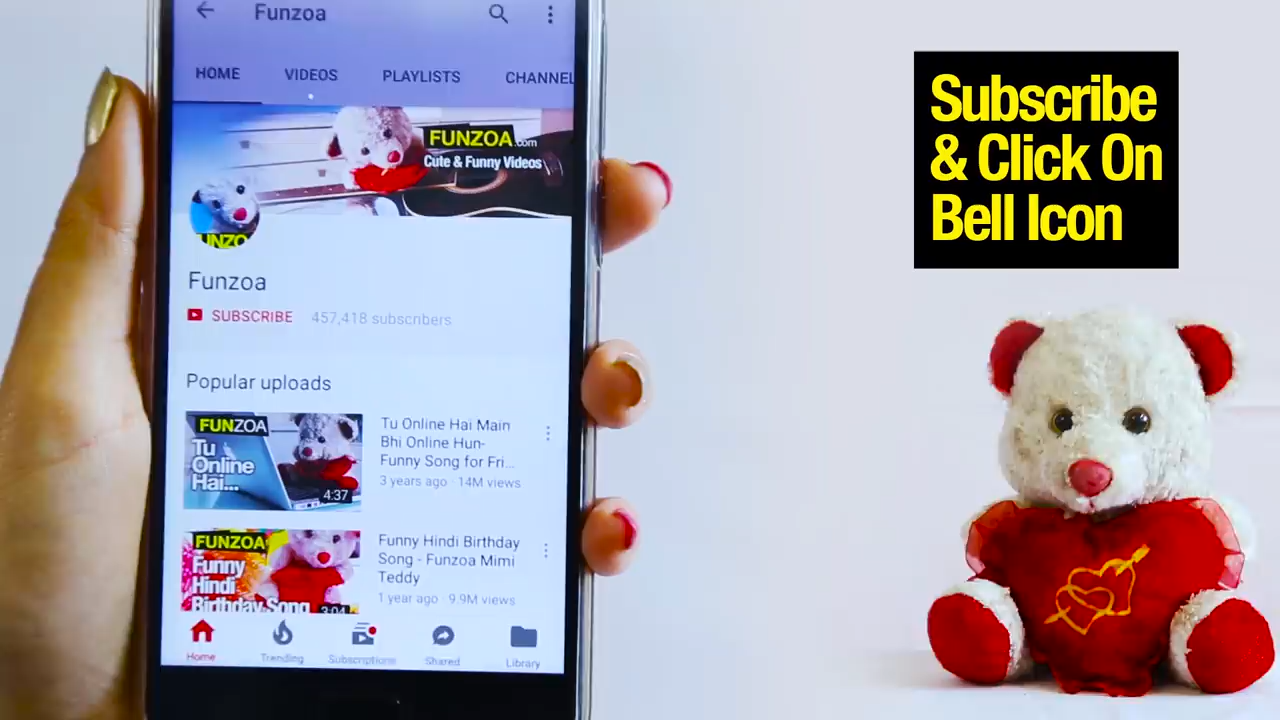 Funzoa
HOME VIDEOS PLAYLISTS CHANNEL
FUNZOA.com
Cute & Funny Videos
UNZO
Funzoa
SUBSCRIBE 457,418 subscribers
Popular uploads
FUNZOA
Tu
Online
Hai...
4:37
Tu Online Hai Main
Bhi Online Hun-
Funny Song for Fri...
3 years ago · 14M views
FUNZOA
Funny
Hindi
Birthday Song
3:04
Funny Hindi Birthday
Song - Funzoa Mimi
Teddy
1 year ago · 9.9M views
Home Trending Subscriptions Shared Library
Subscribe
& Click On
Bell Icon